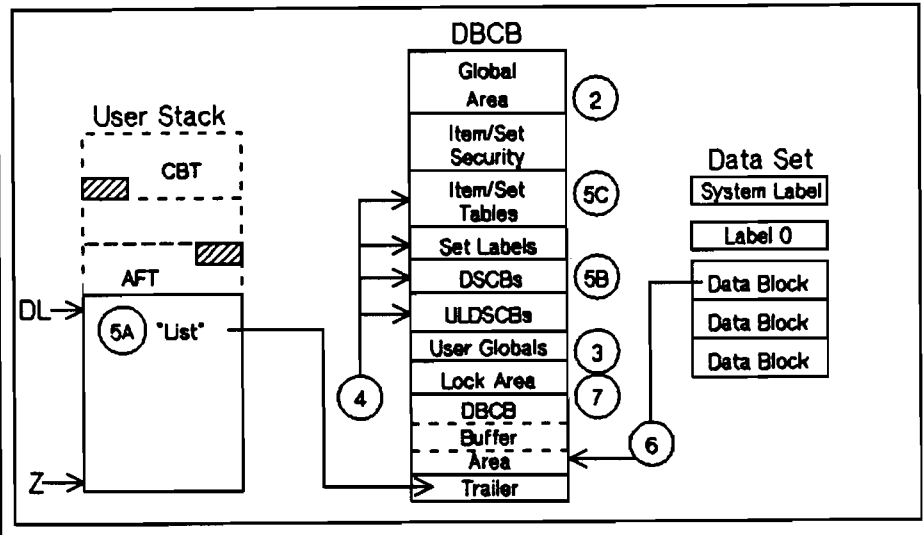 DBCB
Global
Area
2
Item/Set
Security
Item/Set
Tables
5C
Set Labels
DSCBs
5B
ULDSCBs
User Globals
3
Lock Area
7
DBCB
Buffer
Area
Trailer
User Stack
CBT
AFT
DL
5A "List"
Z
4
Data Set
System Label
Label 0
Data Block
Data Block
Data Block
6